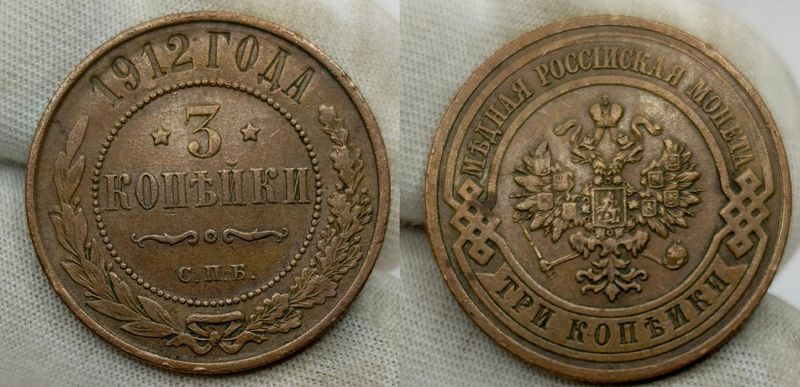 1912 ГОДА
3
КОПѢЙКИ
С.П.Б.
МѢДНАЯ РОССІЙСКАЯ МОНЕТА
ТРИ КОПѢЙКИ